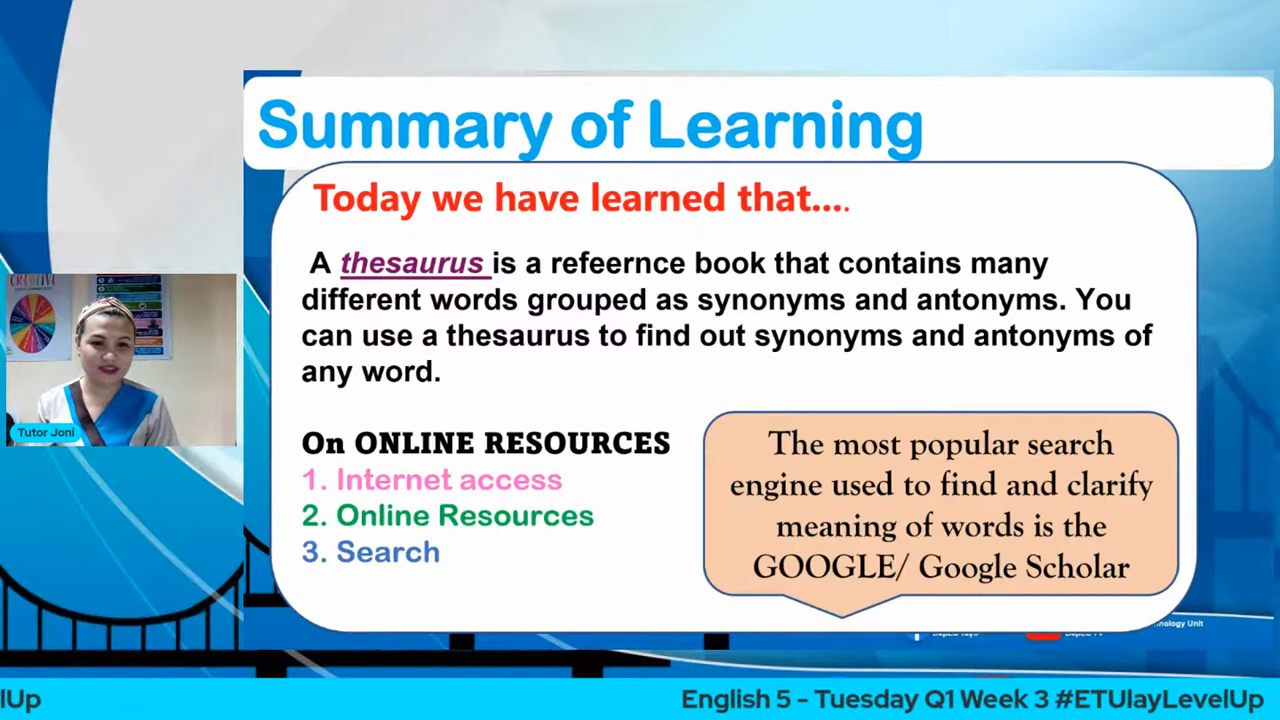 Summary of Learning
Today we have learned that....
A thesaurus is a refeernce book that contains many
different words grouped as synonyms and antonyms. You
can use a thesaurus to find out synonyms and antonyms of
any word.
On ONLINE RESOURCES
1. Internet access
2. Online Resources
3. Search
The most popular search
engine used to find and clarify
meaning of words is the
GOOGLE/ Google Scholar
Tutor Joni
lUp
English 5 - Tuesday Q1 Week 3 #ETUlayLevelUp